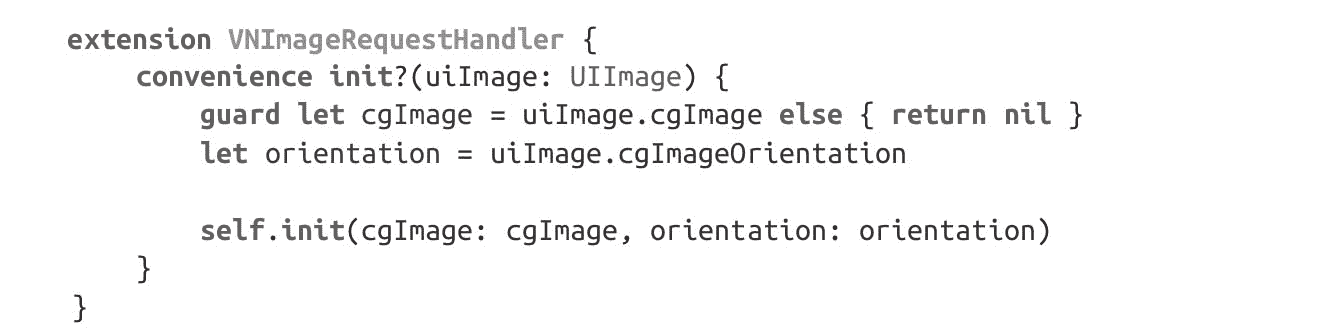 extension VNImageRequestHandler {
    convenience init?(uiImage: UIImage) {
        guard let cgImage = uiImage.cgImage else { return nil }
        let orientation = uiImage.cgImageOrientation

        self.init(cgImage: cgImage, orientation: orientation)
    }
}